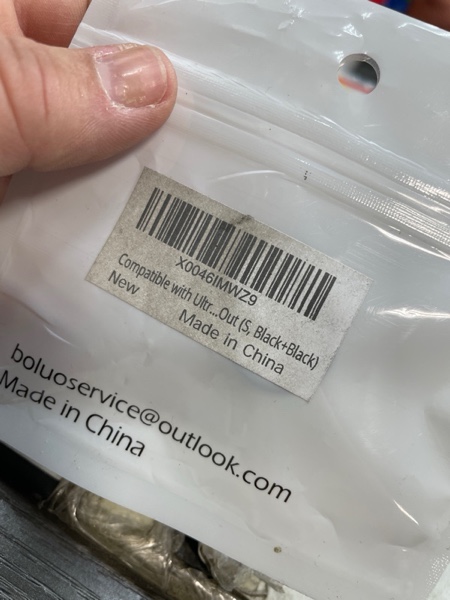 X0046IMWZ9
Compatible with Ultr...Out (S, Black+Black)
New
Made in China
boluoservice@outlook.com
Made in China